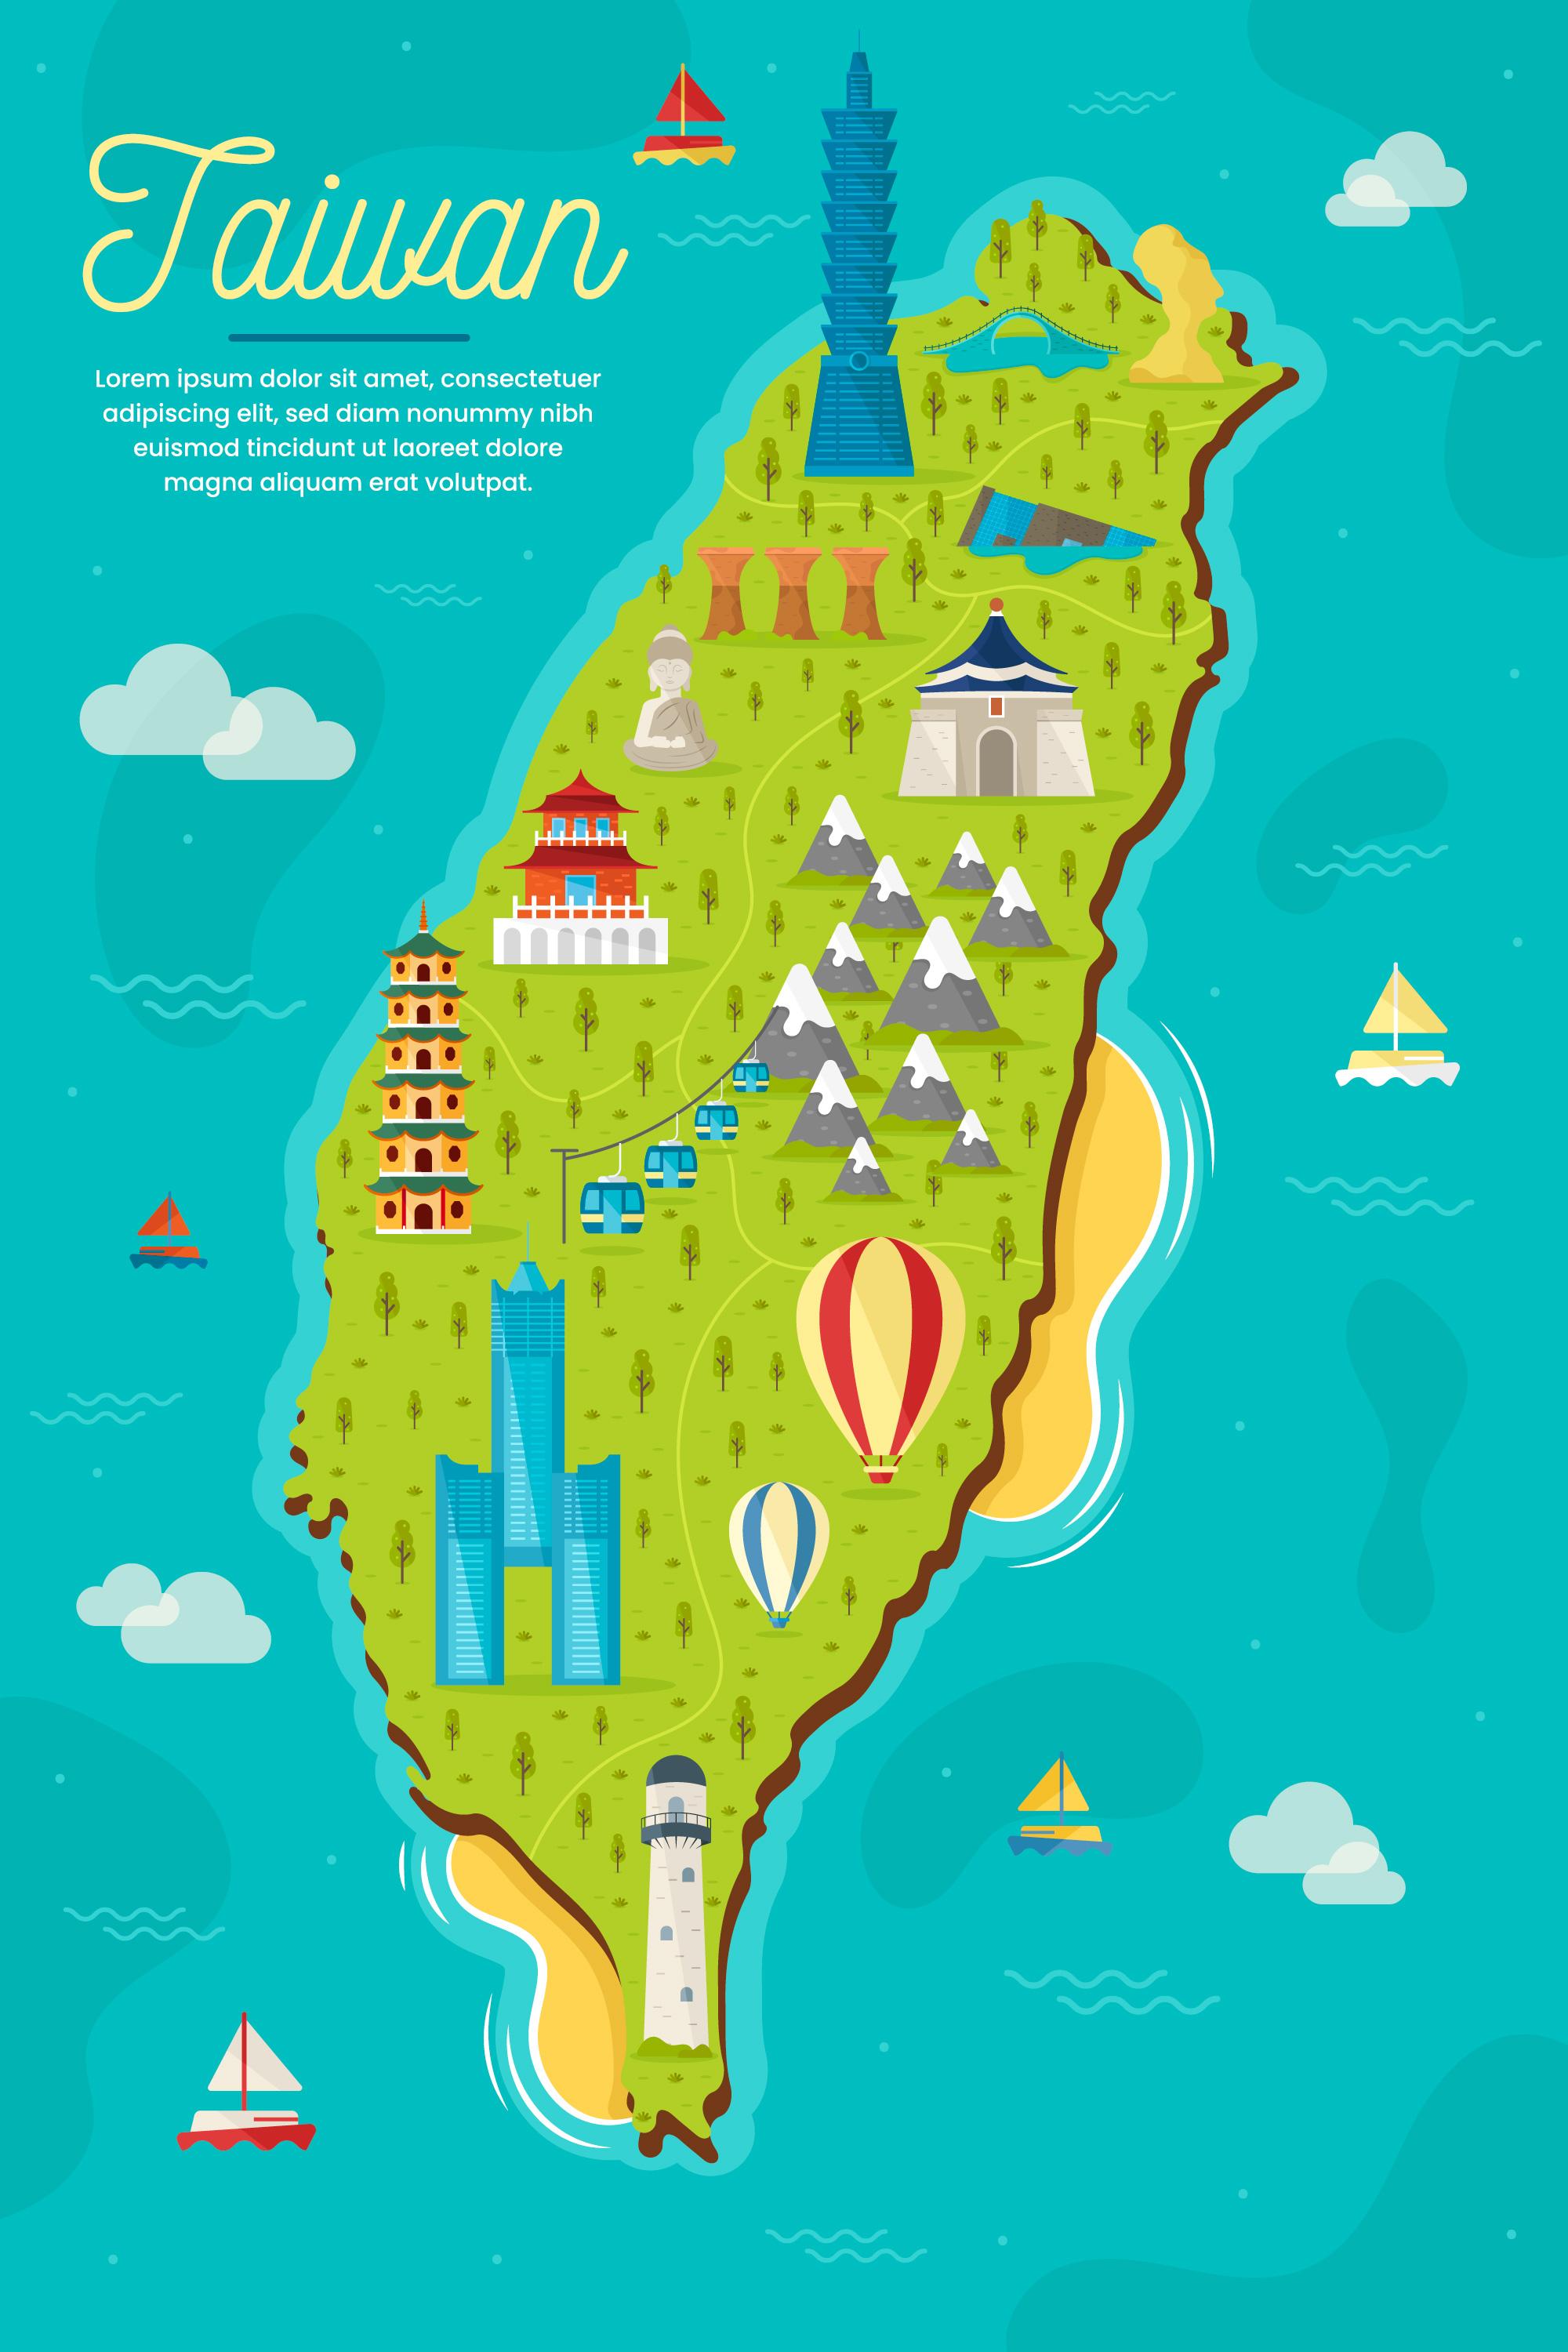 Taiwan
Lorem ipsum dolor sit amet, consectetuer
adipiscing elit, sed diam nonummy nibh
euismod tincidunt ut laoreet dolore
magna aliquam erat volutpat.